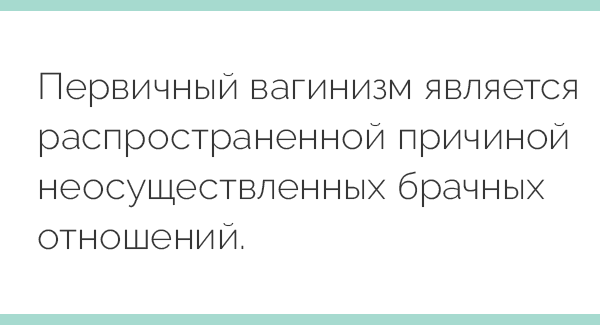 Первичный вагинизм является
распространенной причиной
неосуществленных брачных
отношений.